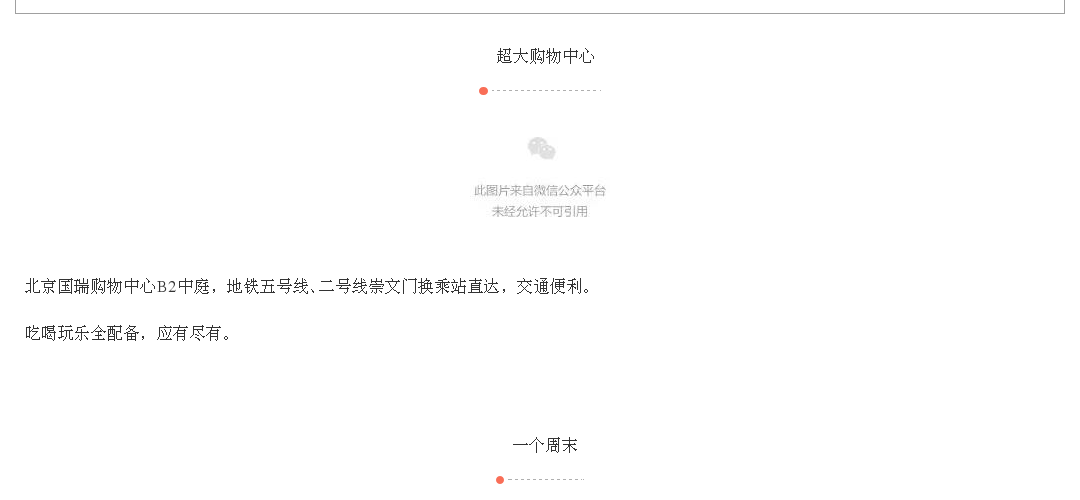 超大购物中心
此图片来自微信公众平台
未经允许不可引用
北京国瑞购物中心B2中庭，地铁五号线、二号线崇文门换乘站直达，交通便利。
吃喝玩乐全配备，应有尽有。
一个周末